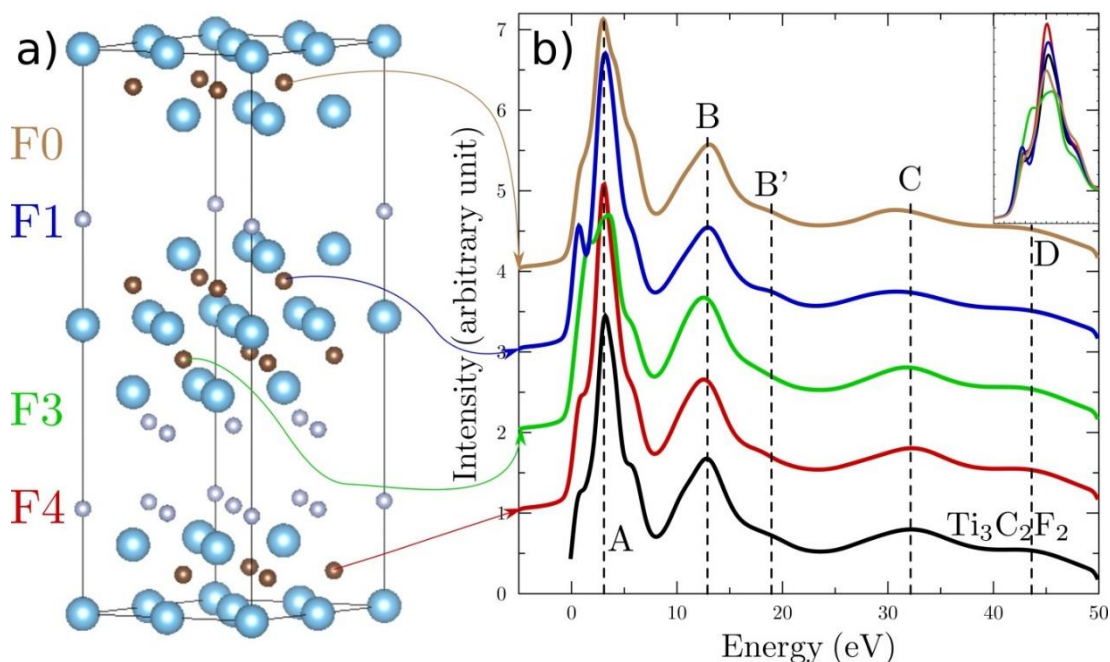 a)
F0
F1
F3
F4
b)
Intensity (arbitrary unit)
7
6
5
4
3
2
1
0
A
B
B'
C
D
Ti₃C₂F₂
0 10 20 30 40 50
Energy (eV)